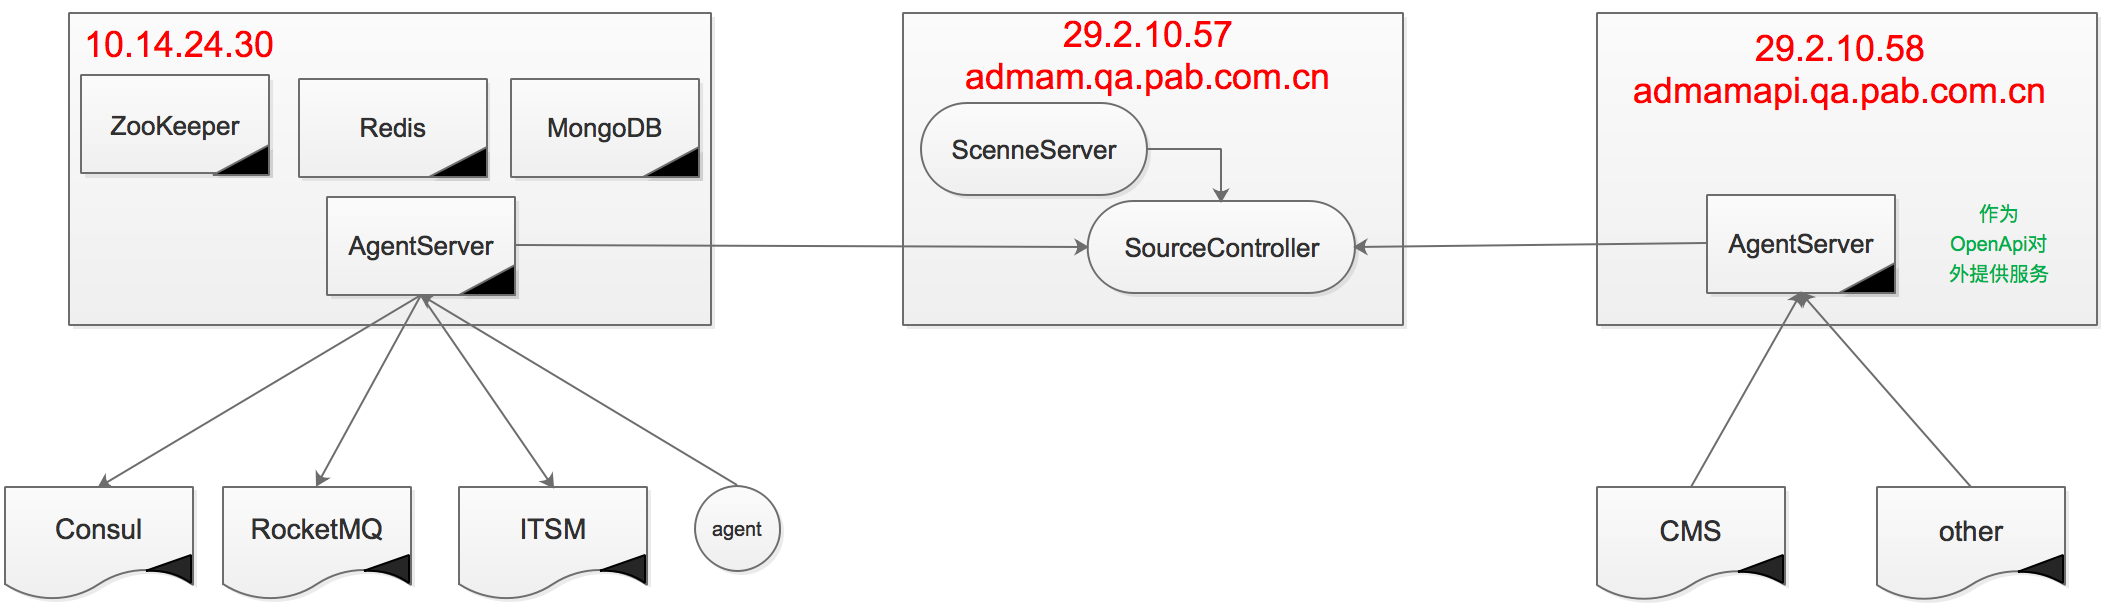 10.14.24.30
ZooKeeper
Redis
MongoDB
AgentServer
29.2.10.57
admam.qa.pab.com.cn
ScenneServer
SourceController
29.2.10.58
admamapi.qa.pab.com.cn
AgentServer
作为
OpenApi对
外提供服务
Consul
RocketMQ
ITSM
agent
CMS
other